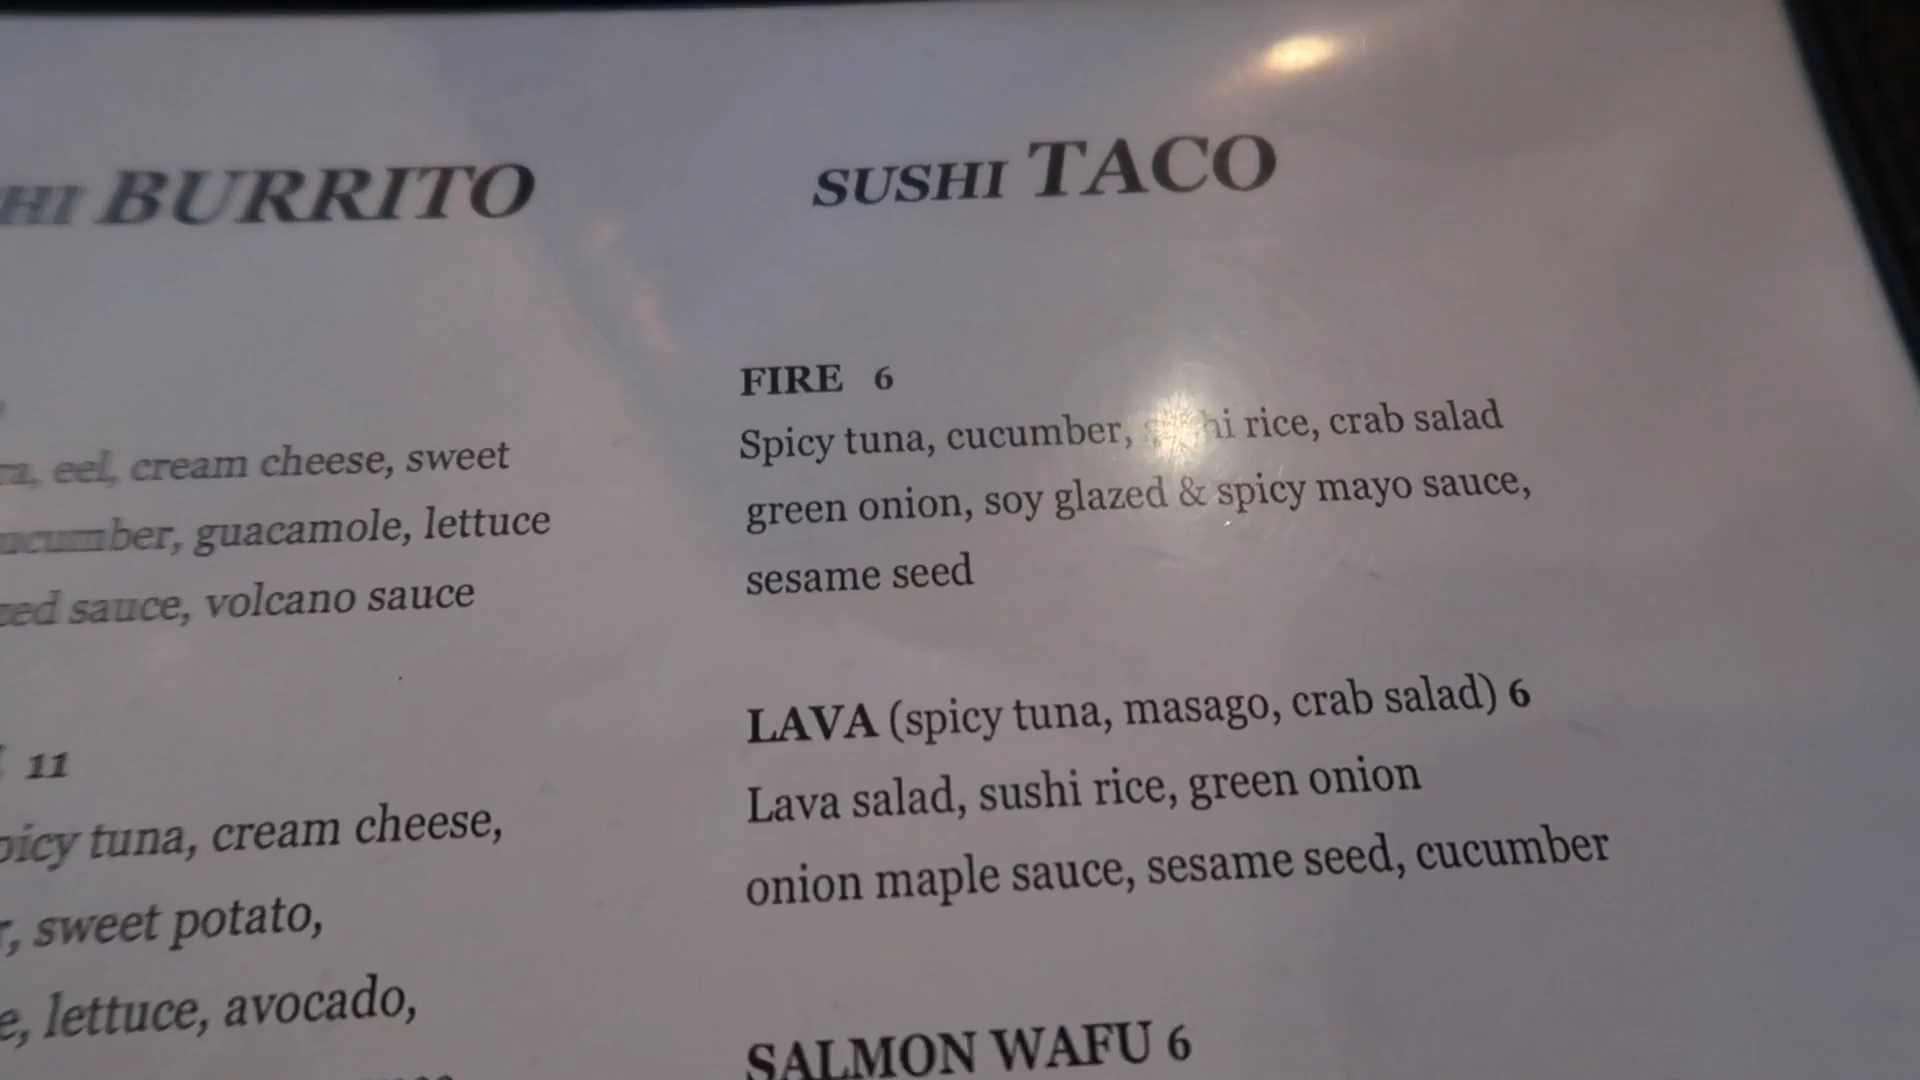 BURRITO
eel, cream cheese, sweet
guacamole, lettuce
sauce, volcano sauce
11
tuna, cream cheese,
sweet potato,
lettuce, avocado,
SUSHI TACO
FIRE 6
Spicy tuna, cucumber, rice, crab salad
green onion, soy glazed & spicy mayo sauce,
sesame seed
LAVA (spicy tuna, masago, crab salad) 6
Lava salad, sushi rice, green onion
onion maple sauce, sesame seed, cucumber
SALMON WAFU 6